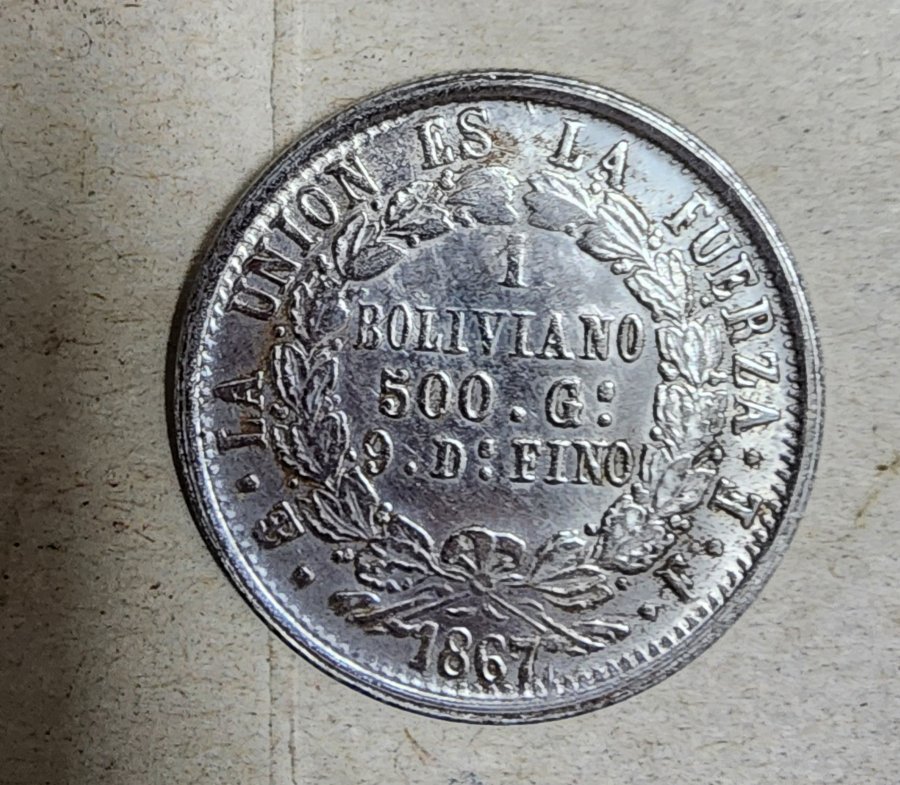 LA UNION ES LA FUERZA
1
BOLIVIANO
500 . G:
9 . D: FINO
1867